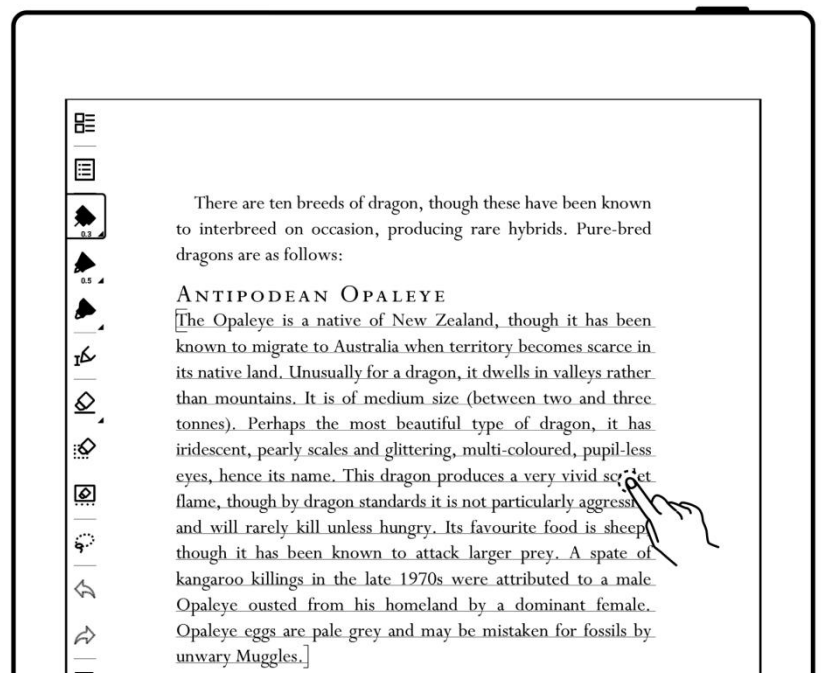 0.3
0.5
There are ten breeds of dragon, though these have been known
to interbreed on occasion, producing rare hybrids. Pure-bred
dragons are as follows:
ANTIPODEAN OPALEYE
The Opaleye is a native of New Zealand, though it has been
known to migrate to Australia when territory becomes scarce in
its native land. Unusually for a dragon, it dwells in valleys rather
than mountains. It is of medium size (between two and three
tonnes). Perhaps the most beautiful type of dragon, it has
iridescent, pearly scales and glittering, multi-coloured, pupil-less
eyes, hence its name. This dragon produces a very vivid
flame, though by dragon standards it is not particularly
and will rarely kill unless hungry. Its favourite food is sheep
though it has been known to attack larger prey. A spate of
kangaroo killings in the late 1970s were attributed to a male
Opaleye ousted from his homeland by a dominant female.
Opaleye eggs are pale grey and may be mistaken for fossils by
unwary Muggles.